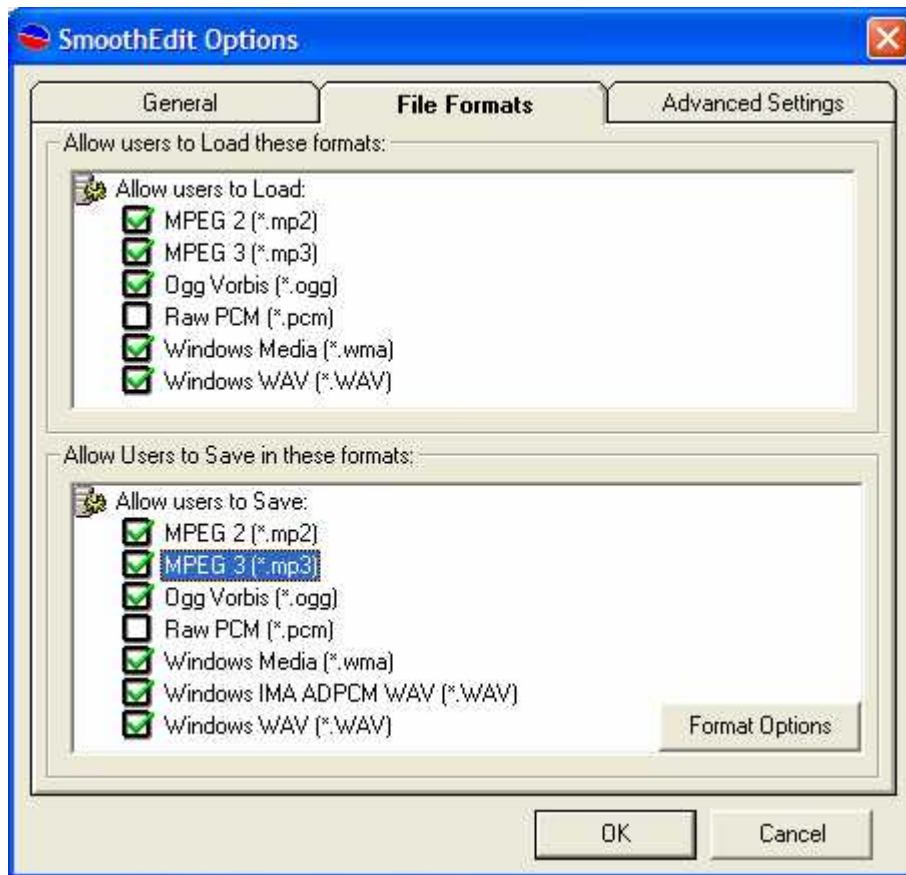 SmoothEdit Options
General File Formats Advanced Settings
Allow users to Load these formats:
Allow users to Load:
MPEG 2 (*.mp2)
MPEG 3 (*.mp3)
Ogg Vorbis (*.ogg)
Raw PCM (*.pcm)
Windows Media (*.wma)
Windows WAV (*.WAV)
Allow Users to Save in these formats:
Allow users to Save:
MPEG 2 (*.mp2)
MPEG 3 (*.mp3)
Ogg Vorbis (*.ogg)
Raw PCM (*.pcm)
Windows Media (*.wma)
Windows IMA ADPCM WAV (*.WAV)
Windows WAV (*.WAV)
Format Options
OK Cancel